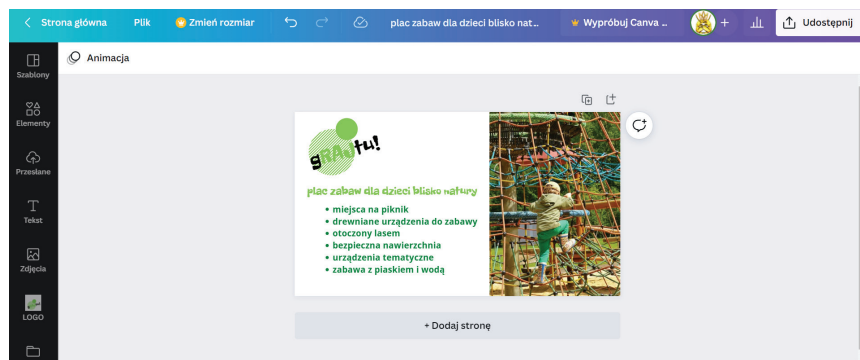 Strona główna
Plik
Zmień rozmiar
plac zabaw dla dzieci blisko nat...
Wypróbuj Canva ...
+
Udostępnij
Szablony
Animacja
Elementy
Przesłane
T
Tekst
Zdjęcia
LOGO
gRAJtu!
plac zabaw dla dzieci blisko natury
• miejsca na piknik
• drewniane urządzenia do zabawy
• otoczony lasem
• bezpieczna nawierzchnia
• urządzenia tematyczne
• zabawa z piaskiem i wodą
+ Dodaj stronę